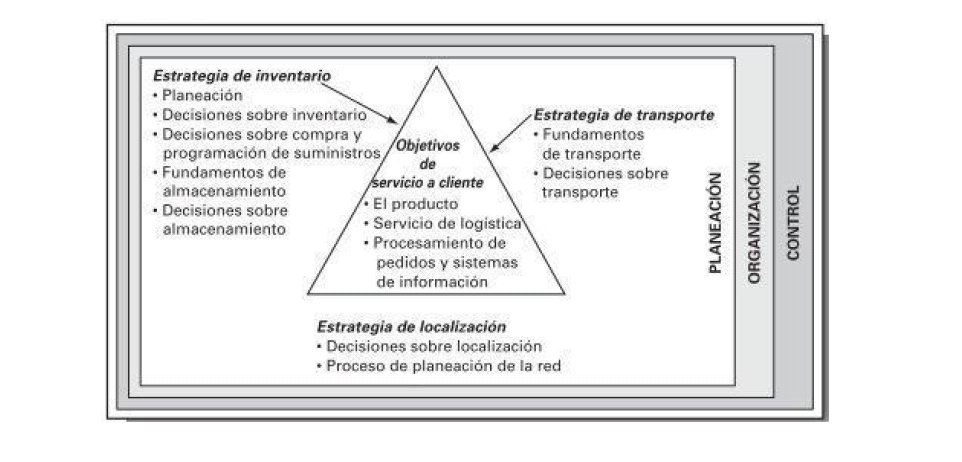 Estrategia de inventario
• Planeación
• Decisiones sobre inventario
• Decisiones sobre compra y
programación de suministros
• Fundamentos de
almacenamiento
• Decisiones sobre
almacenamiento
Objetivos
de
servicio a cliente
• El producto
• Servicio de logística
• Procesamiento de
pedidos y sistemas
de información
Estrategia de transporte
• Fundamentos
de transporte
• Decisiones sobre
transporte
Estrategia de localización
• Decisiones sobre localización
• Proceso de planeación de la red
PLANEACIÓN
ORGANIZACIÓN
CONTROL